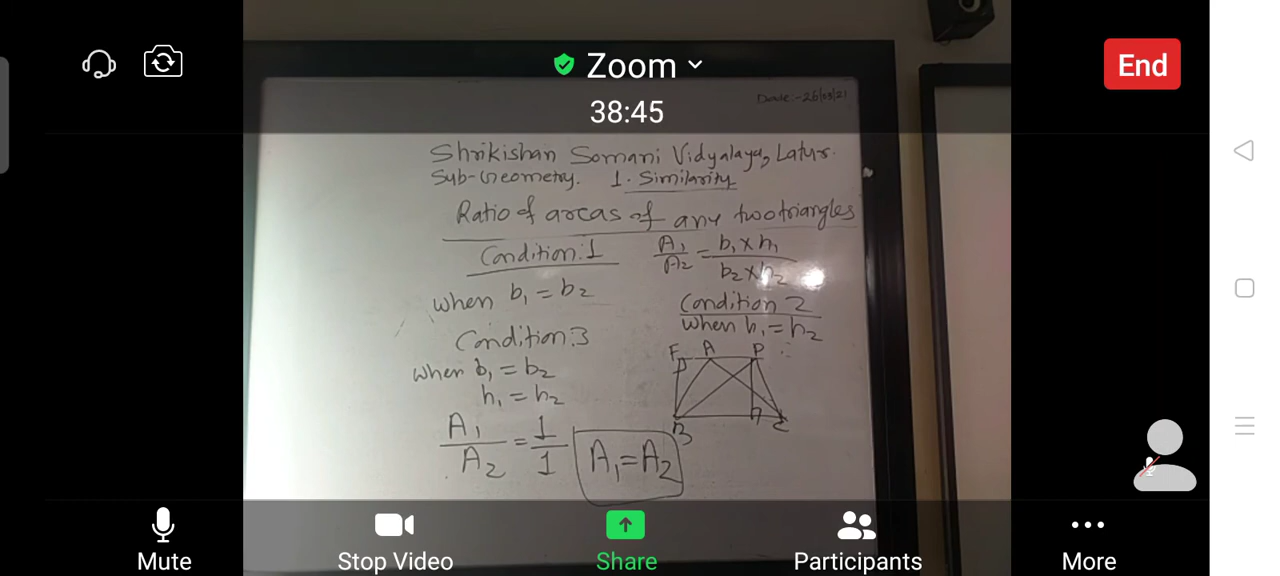 Zoom
End
38:45
Date:-26/03/21
Shrikishan Somani Vidyalaya, Latur.
Sub-Geometry. 1. Similarity
Ratio of areas of any two triangles
Condition:1
A₁/A₂ = b₁×h₁/b₂×h₂
when b₁ = b₂
Condition 2
when h₁ = h₂
Condition:3
when b₁ = b₂
h₁ = h₂
F A P ∴
B C
A₁/A₂ = 1/1
A₁=A₂
Mute
Stop Video
Share
Participants
More